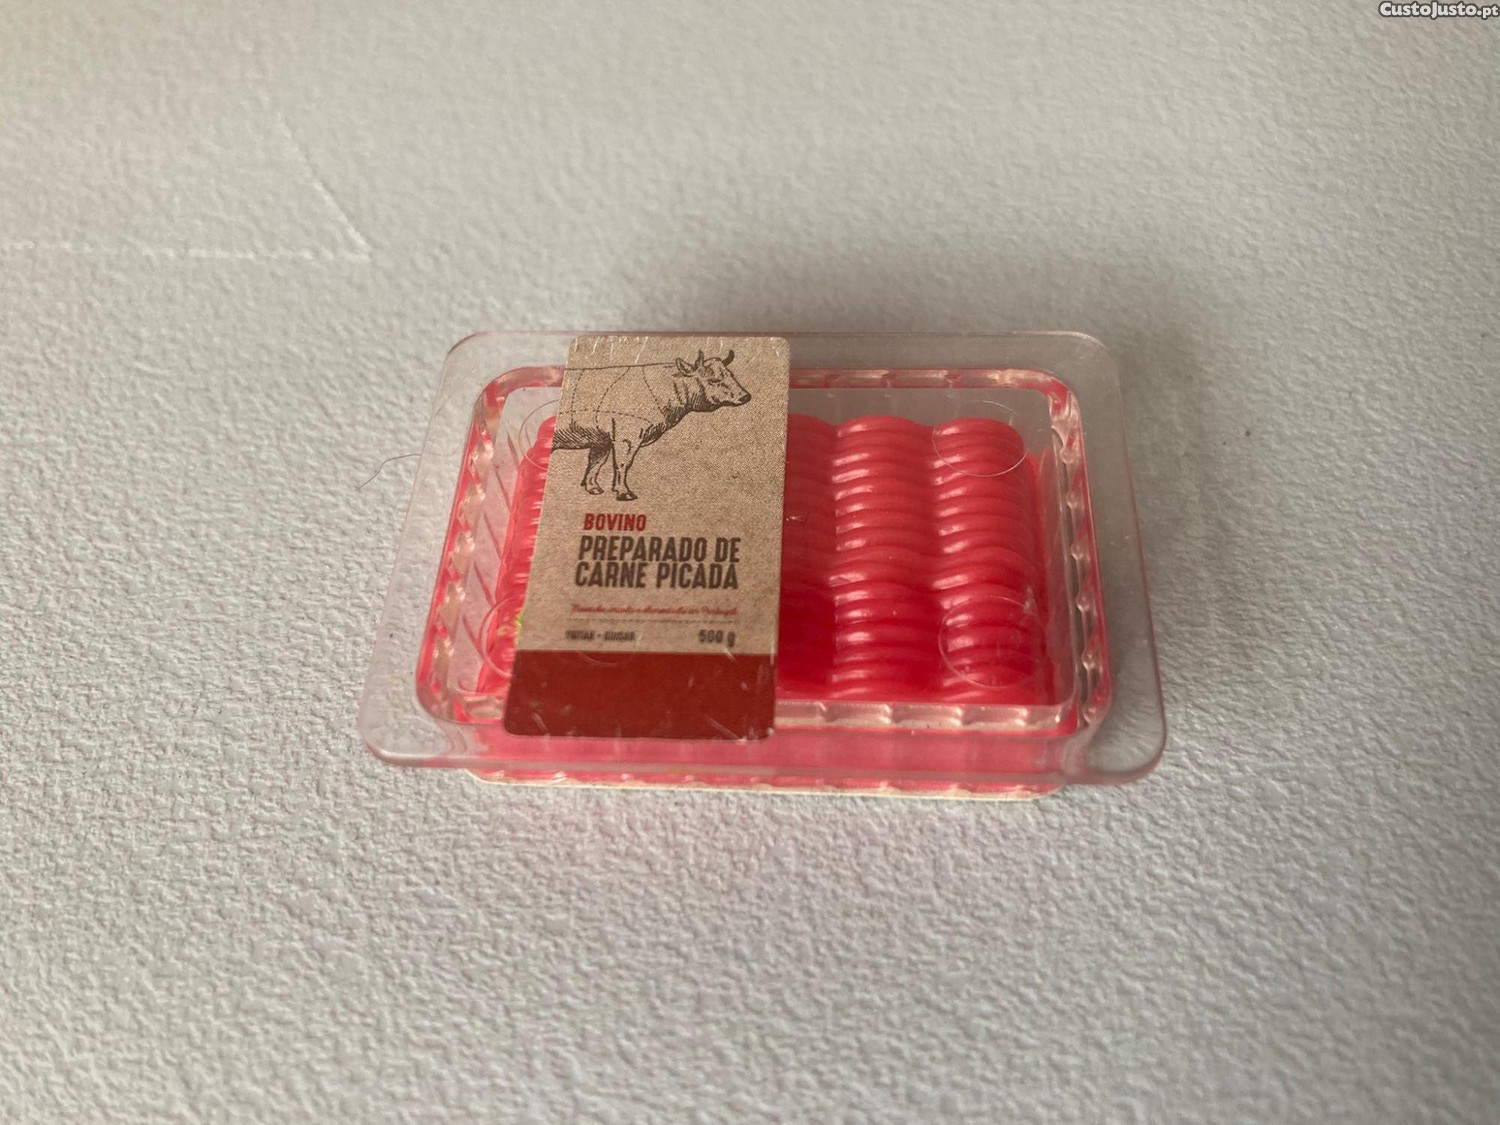 CustoJusto.pt
BOVINO
PREPARADO DE
CARNE PICADA
500 g